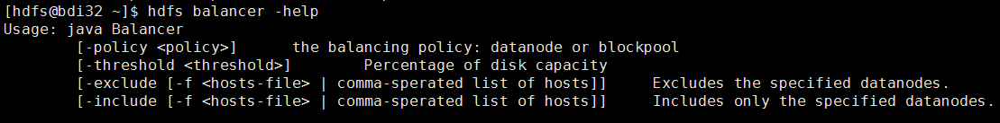 [hdfs@bdi32 ~]$ hdfs balancer -help
Usage: java Balancer
[-policy <policy>] the balancing policy: datanode or blockpool
[-threshold <threshold>] Percentage of disk capacity
[-exclude [-f <hosts-file> | comma-sperated list of hosts]] Excludes the specified datanodes.
[-include [-f <hosts-file> | comma-sperated list of hosts]] Includes only the specified datanodes.